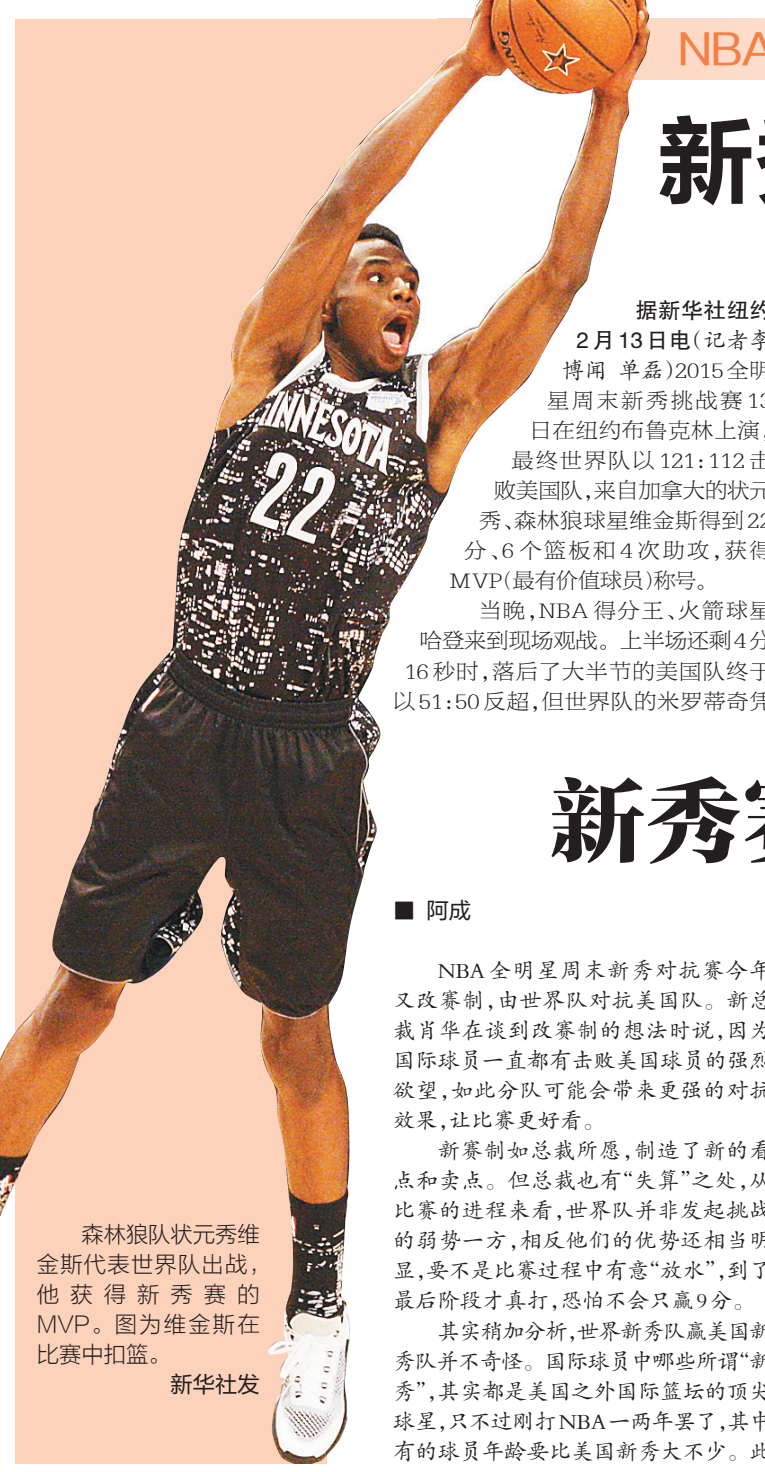 NBA
新秀
据新华社纽约
2月13日电(记者李
博闻 单磊)2015全明
星周末新秀挑战赛13
日在纽约布鲁克林上演,
最终世界队以121:112击
败美国队,来自加拿大的状元
秀、森林狼球星维金斯得到22
分、6个篮板和4次助攻,获得
MVP(最有价值球员)称号。
当晚,NBA得分王、火箭球星
哈登来到现场观战。上半场还剩4分
16秒时,落后了大半节的美国队终于
以51:50反超,但世界队的米罗蒂奇凭
新秀赛
■ 阿成
NBA全明星周末新秀对抗赛今年
又改赛制,由世界队对抗美国队。新总
裁肖华在谈到改赛制的想法时说,因为
国际球员一直都有击败美国球员的强烈
欲望,如此分队可能会带来更强的对抗
效果,让比赛更好看。
新赛制如总裁所愿,制造了新的看
点和卖点。但总裁也有“失算”之处,从
比赛的进程来看,世界队并非发起挑战
的弱势一方,相反他们的优势还相当明
显,要不是比赛过程中有意“放水”,到了
最后阶段才真打,恐怕不会只赢9分。
其实稍加分析,世界新秀队赢美国新
秀队并不奇怪。国际球员中哪些所谓“新
秀”,其实都是美国之外国际篮坛的顶尖
球星,只不过刚打NBA一两年罢了,其中
有的球员年龄要比美国新秀大不少。此
MINNESOTA
22
森林狼队状元秀维
金斯代表世界队出战,
他获得新秀赛的
MVP。图为维金斯在
比赛中扣篮。
新华社发